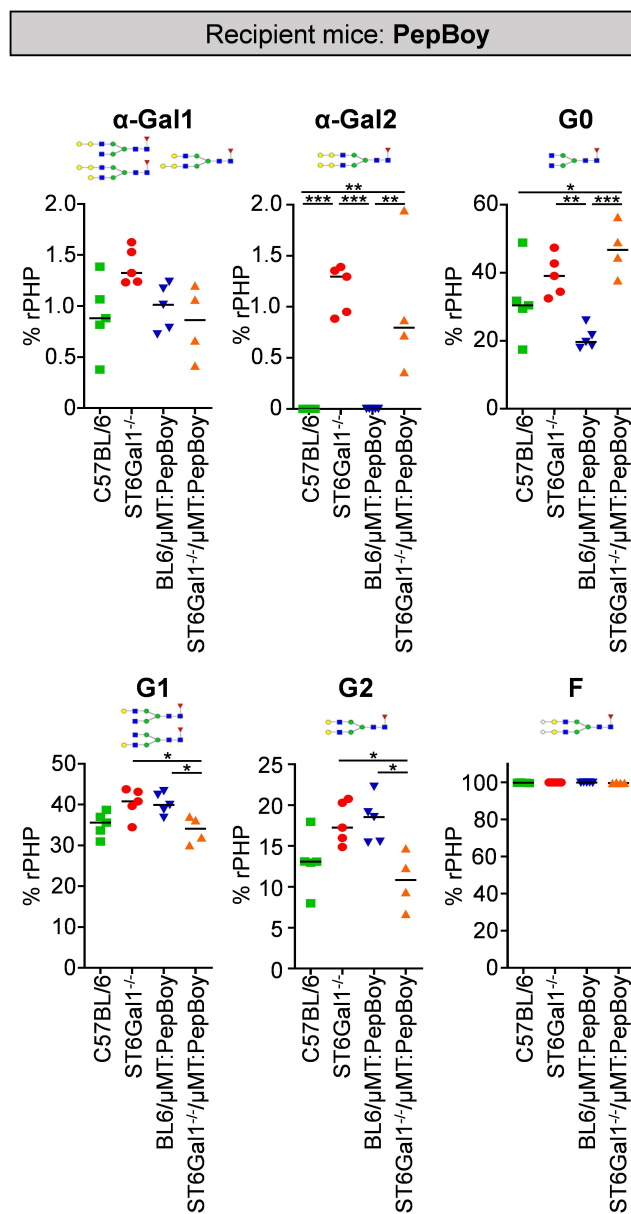 Recipient mice: PepBoy
α-Gal1
% rPHP
2.0
1.5
1.0
0.5
0
C57BL/6
ST6Gal1-/-
BL6/μMT:PepBoy
ST6Gal1-/-/μMT:PepBoy
α-Gal2
**
*** *** **
2.0
1.5
1.0
0.5
0
C57BL/6
ST6Gal1-/-
BL6/μMT:PepBoy
ST6Gal1-/-/μMT:PepBoy
G0
*
** ***
% rPHP
60
40
20
0
C57BL/6
ST6Gal1-/-
BL6/μMT:PepBoy
ST6Gal1-/-/μMT:PepBoy
G1
*
*
% rPHP
50
40
30
20
10
0
C57BL/6
ST6Gal1-/-
BL6/μMT:PepBoy
ST6Gal1-/-/μMT:PepBoy
G2
*
*
% rPHP
25
20
15
10
5
0
C57BL/6
ST6Gal1-/-
BL6/μMT:PepBoy
ST6Gal1-/-/μMT:PepBoy
F
% rPHP
100
80
60
40
20
0
C57BL/6
ST6Gal1-/-
BL6/μMT:PepBoy
ST6Gal1-/-/μMT:PepBoy